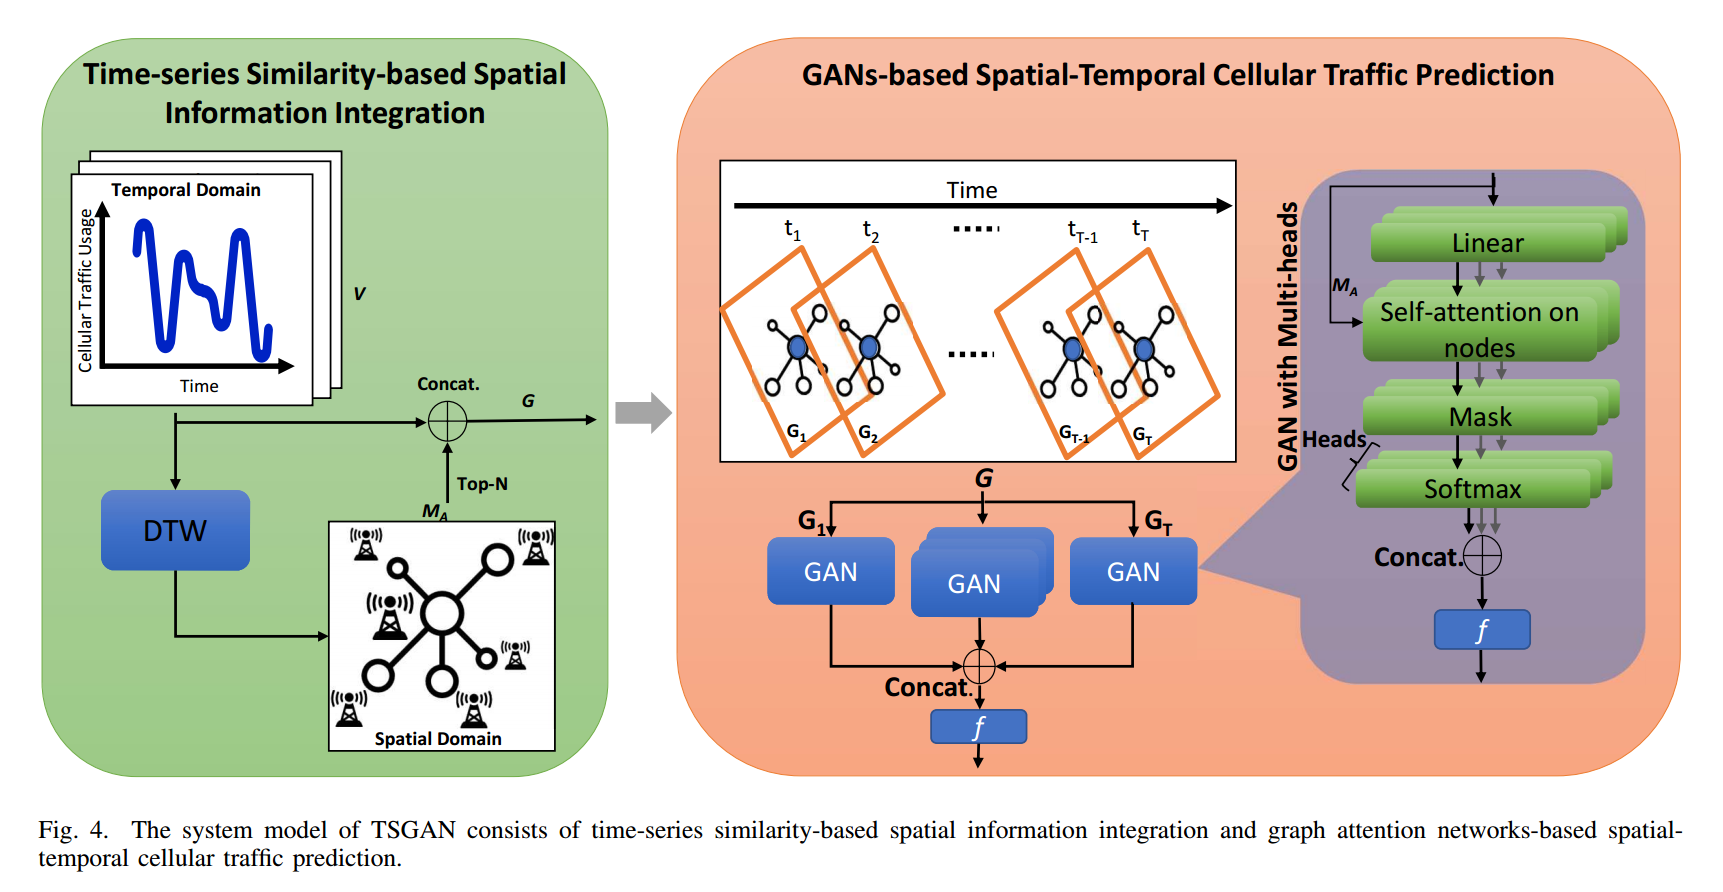 Time-series Similarity-based Spatial
Information Integration
Temporal Domain
Cellular Traffic Usage
Time
V
Concat.
G
Top-N
M_A
DTW
Spatial Domain
GANs-based Spatial-Temporal Cellular Traffic Prediction
Time
t_1 t_2 ...... t_T-1 t_T
......
G_1 G_2 G_T-1 G_T
G
G_1 G_T
GAN GAN GAN
Concat.
f
GAN with Multi-heads
Linear
M_A
Self-attention on
nodes
Mask
Heads
Softmax
Concat.
f
Fig. 4. The system model of TSGAN consists of time-series similarity-based spatial information integration and graph attention networks-based spatial-
temporal cellular traffic prediction.